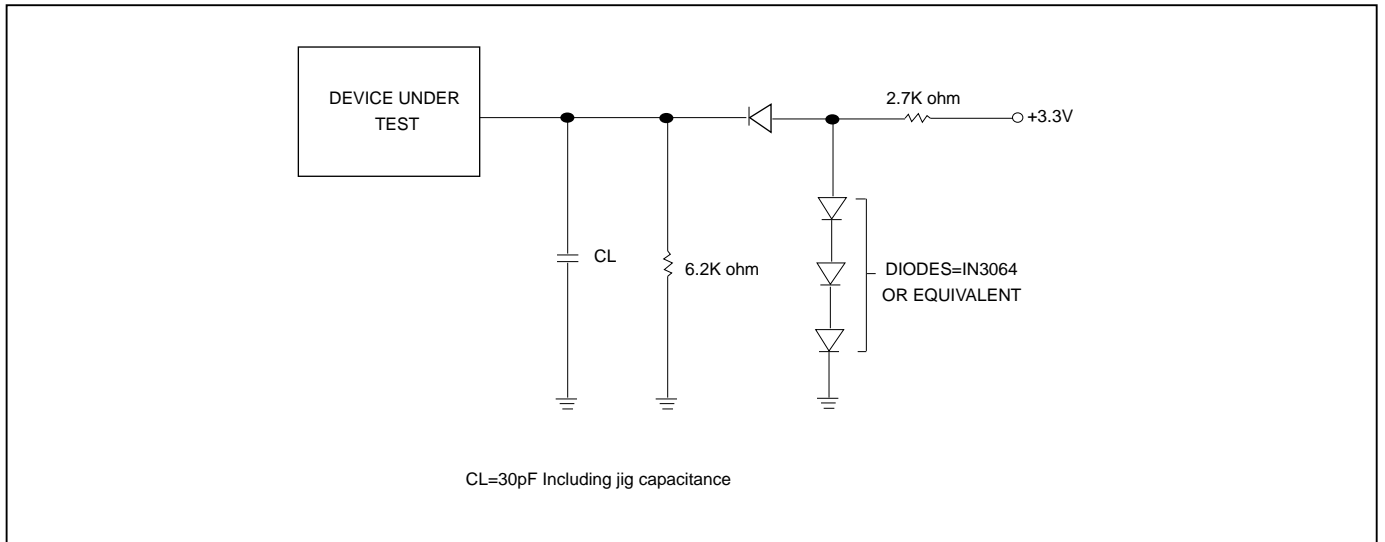 DEVICE UNDER
TEST
2.7K ohm
+3.3V
CL
6.2K ohm
DIODES=IN3064
OR EQUIVALENT
CL=30pF Including jig capacitance